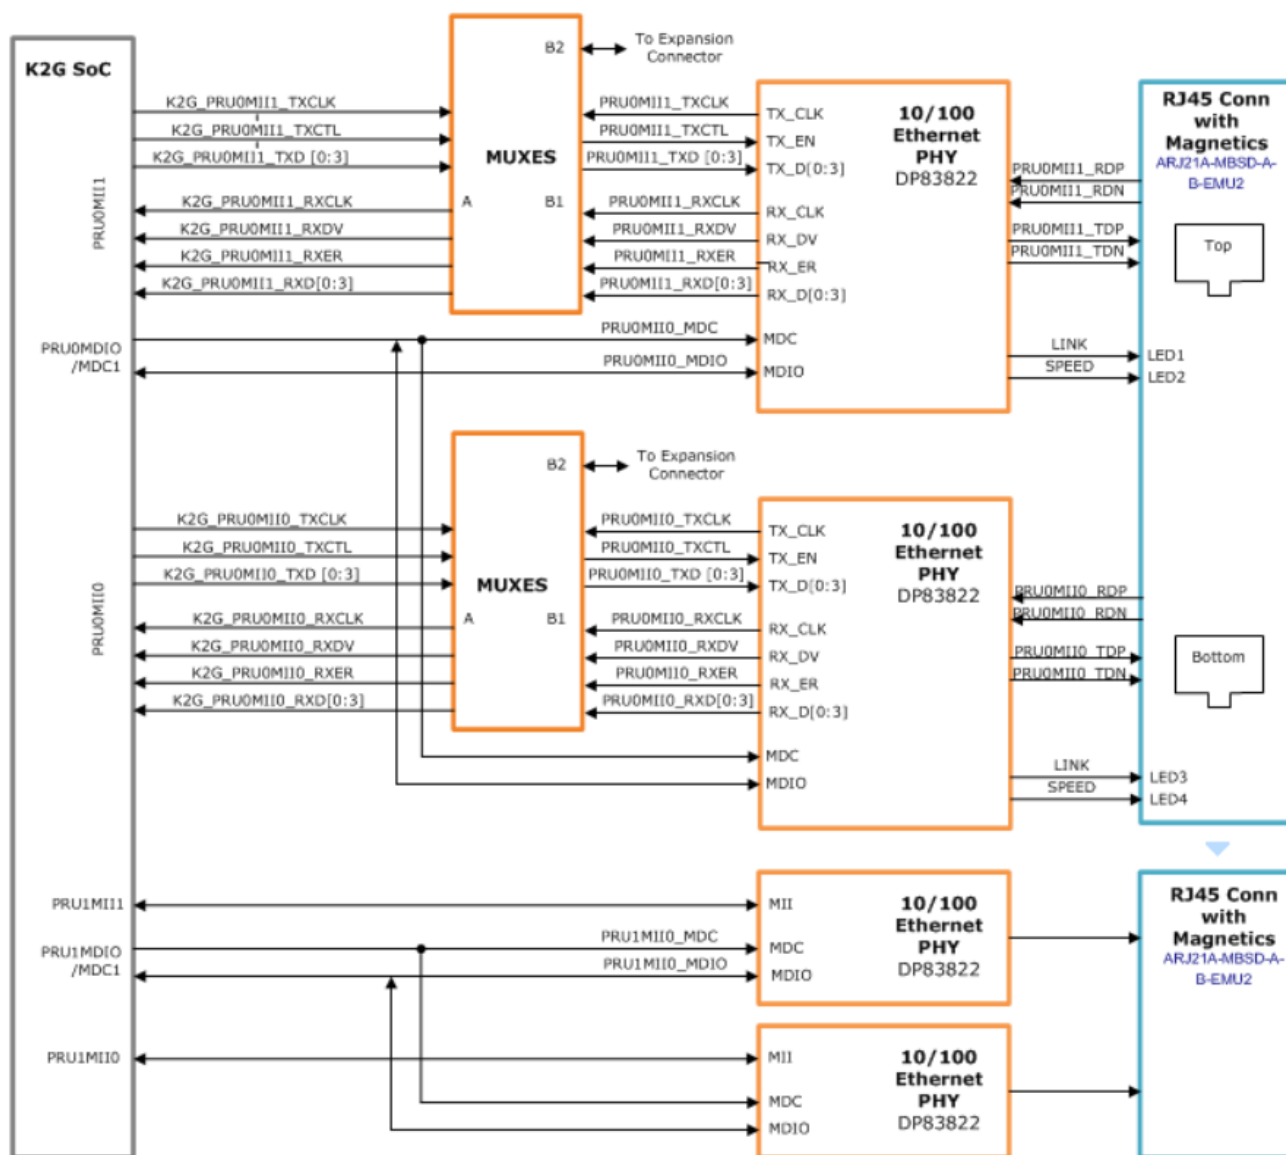 K2G SoC
K2G_PRU0MII1_TXCLK
K2G_PRU0MII1_TXCTL
K2G_PRU0MII1_TXD [0:3]
K2G_PRU0MII1_RXCLK
K2G_PRU0MII1_RXDV
K2G_PRU0MII1_RXER
K2G_PRU0MII1_RXD[0:3]
PRU0MII1
B2
To Expansion
Connector
MUXES
A
B1
PRU0MII1_TXCLK
PRU0MII1_TXCTL
PRU0MII1_TXD [0:3]
PRU0MII1_RXCLK
PRU0MII1_RXDV
PRU0MII1_RXER
PRU0MII1_RXD[0:3]
TX_CLK
TX_EN
TX_D[0:3]
RX_CLK
RX_DV
RX_ER
RX_D[0:3]
MDC
MDIO
10/100
Ethernet
PHY
DP83822
PRU0MII1_RDP
PRU0MII1_RDN
PRU0MII1_TDP
PRU0MII1_TDN
LINK
SPEED
RJ45 Conn
with
Magnetics
ARJ21A-MBSD-A-
B-EMU2
Top
LED1
LED2
PRU0MDIO
/MDC1
PRU0MII0_MDC
PRU0MII0_MDIO
K2G_PRU0MII0_TXCLK
K2G_PRU0MII0_TXCTL
K2G_PRU0MII0_TXD [0:3]
K2G_PRU0MII0_RXCLK
K2G_PRU0MII0_RXDV
K2G_PRU0MII0_RXER
K2G_PRU0MII0_RXD[0:3]
PRU0MII0
B2
To Expansion
Connector
MUXES
A
B1
PRU0MII0_TXCLK
PRU0MII0_TXCTL
PRU0MII0_TXD [0:3]
PRU0MII0_RXCLK
PRU0MII0_RXDV
PRU0MII0_RXER
PRU0MII0_RXD[0:3]
TX_CLK
TX_EN
TX_D[0:3]
RX_CLK
RX_DV
RX_ER
RX_D[0:3]
MDC
MDIO
10/100
Ethernet
PHY
DP83822
PRU0MII0_RDP
PRU0MII0_RDN
PRU0MII0_TDP
PRU0MII0_TDN
LINK
SPEED
Bottom
LED3
LED4
PRU1MII1
PRU1MDIO
/MDC1
PRU1MII0_MDC
PRU1MII0_MDIO
MII
MDC
MDIO
10/100
Ethernet
PHY
DP83822
RJ45 Conn
with
Magnetics
ARJ21A-MBSD-A-
B-EMU2
PRU1MII0
MII
MDC
MDIO
10/100
Ethernet
PHY
DP83822